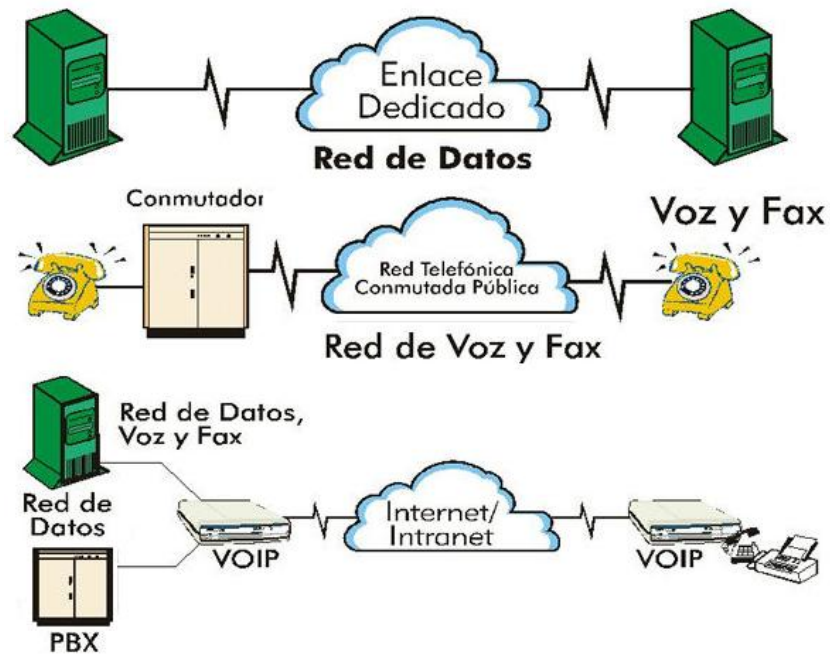 Enlace
Dedicado
Red de Datos
Conmutador
Voz y Fax
Red Telefónica
Conmutada Pública
Red de Voz y Fax
Red de Datos,
Voz y Fax
Red de
Datos
VOIP
Internet/
Intranet
VOIP
PBX